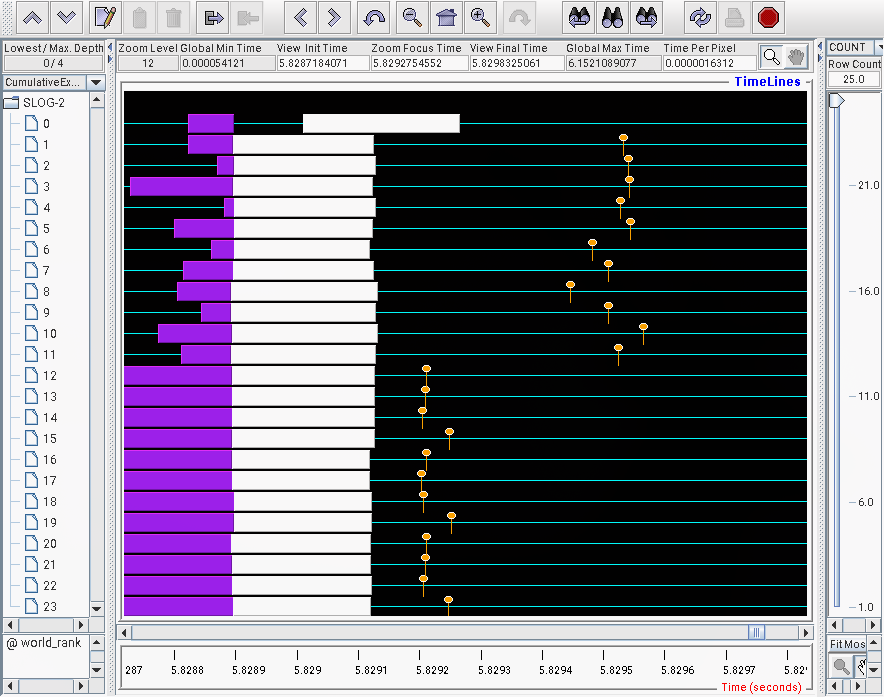 Lowest / Max. Depth
0 / 4
Zoom Level
12
Global Min Time
0.000054121
View Init Time
5.8287184071
Zoom Focus Time
5.8292754552
View Final Time
5.8298325061
Global Max Time
6.1521089077
Time Per Pixel
0.0000016312
COUNT
Row Count
25.0
CumulativeEx...
TimeLines
SLOG-2
0
1
2
3
4
5
6
7
8
9
10
11
12
13
14
15
16
17
18
19
20
21
22
23
21.0
16.0
11.0
6.0
1.0
@ world_rank
Fit Mos
287 5.8288 5.8289 5.829 5.8291 5.8292 5.8293 5.8294 5.8295 5.8296 5.8297 5.82
Time (seconds)